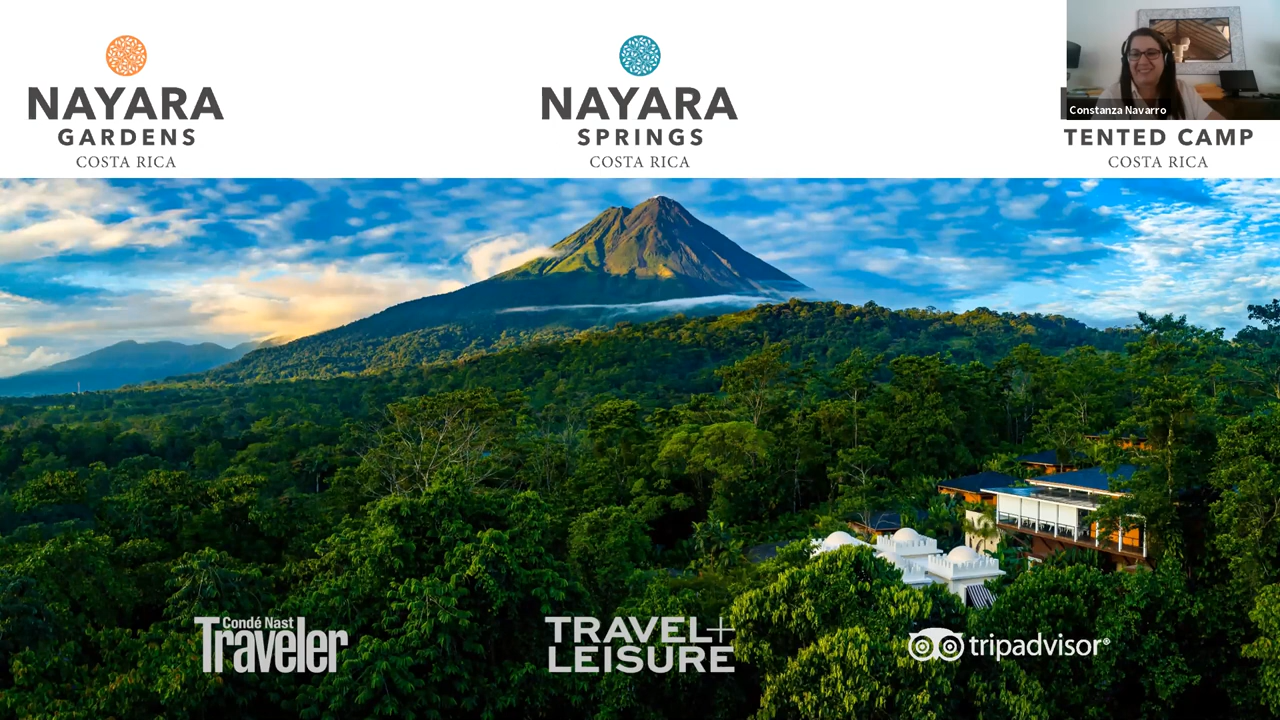 NAYARA
GARDENS
COSTA RICA
NAYARA
SPRINGS
COSTA RICA
Constanza Navarro
TENTED CAMP
COSTA RICA
Condé Nast
Traveler
TRAVEL+
LEISURE
tripadvisor®